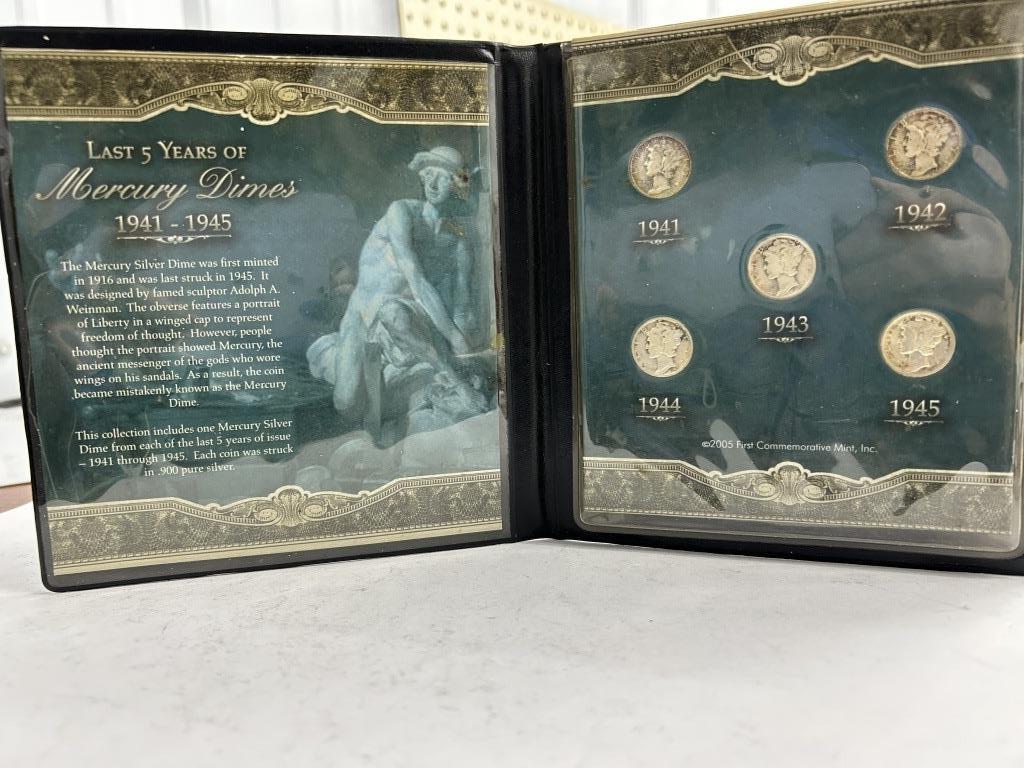 LAST 5 YEARS OF
Mercury Dimes
1941 - 1945
The Mercury Silver Dime was first minted
in 1916 and was last struck in 1945. It
was designed by famed sculptor Adolph A.
Weinman. The obverse features a portrait
of Liberty in a winged cap to represent
freedom of thought. However, people
thought the portrait showed Mercury, the
ancient messenger of the gods who wore
wings on his sandals. As a result, the coin
became mistakenly known as the Mercury
Dime.
This collection includes one Mercury Silver
Dime from each of the last 5 years of issue
– 1941 through 1945. Each coin was struck
in .900 pure silver.
1941
1942
1943
1944
1945
©2005 First Commemorative Mint, Inc.